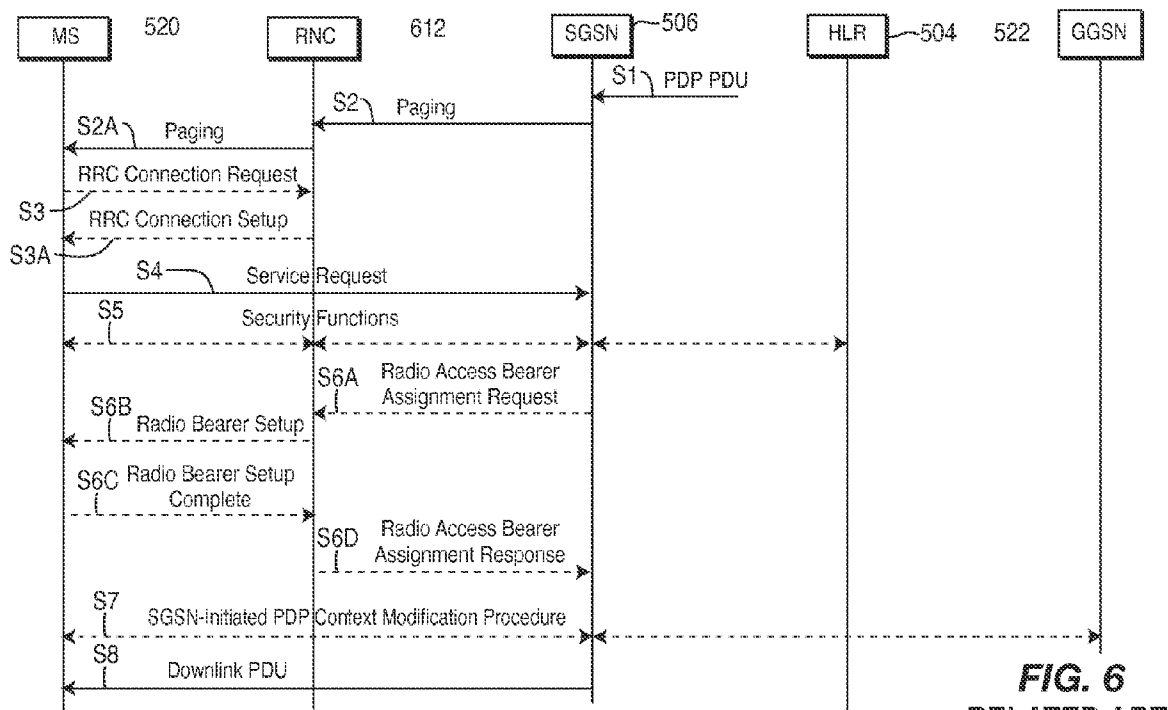 MS 520 RNC 612 SGSN 506 HLR 504 522 GGSN
S1 PDP PDU
S2 Paging
S2A Paging
RRC Connection Request
S3
RRC Connection Setup
S3A
S4 Service Request
S5 Security Functions
S6A Radio Access Bearer
Assignment Request
S6B Radio Bearer Setup
S6C Radio Bearer Setup
Complete
S6D Radio Access Bearer
Assignment Response
S7 SGSN-Initiated PDP Context Modification Procedure
S8 Downlink PDU
FIG. 6